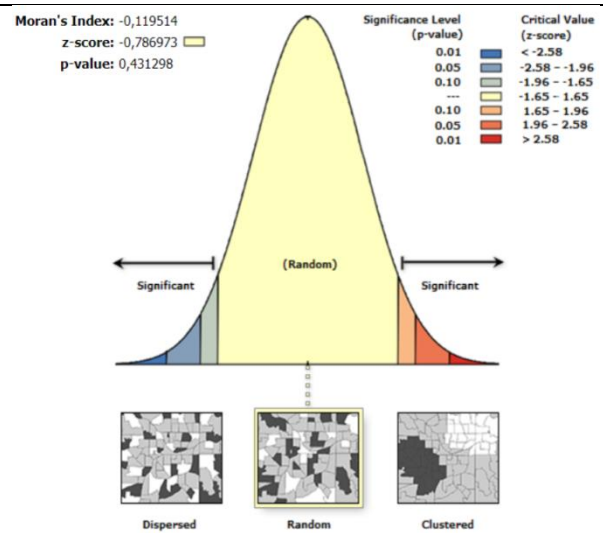 Moran's Index: -0,119514
z-score: -0,786973
p-value: 0,431298
Significance Level
(p-value)
Critical Value
(z-score)
0.01 < -2.58
0.05 -2.58 – -1.96
0.10 -1.96 – -1.65
--- -1.65 – 1.65
0.10 1.65 – 1.96
0.05 1.96 – 2.58
0.01 > 2.58
(Random)
Significant
Significant
Dispersed
Random
Clustered